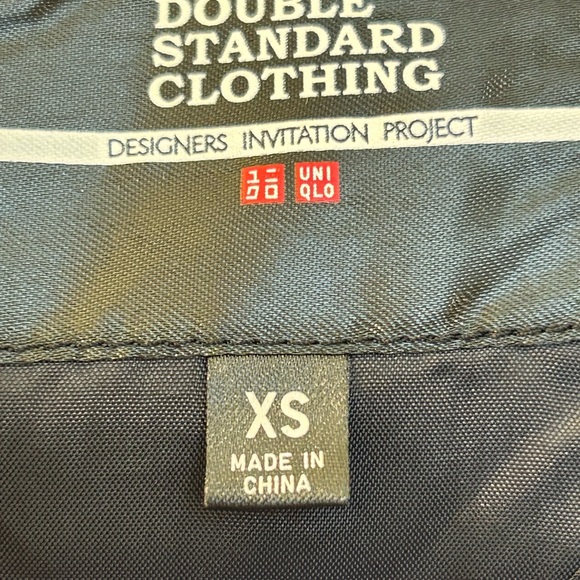 DOUBLE
STANDARD
CLOTHING
DESIGNERS INVITATION PROJECT
ユニ UNI
クロ QLO
XS
MADE IN
CHINA